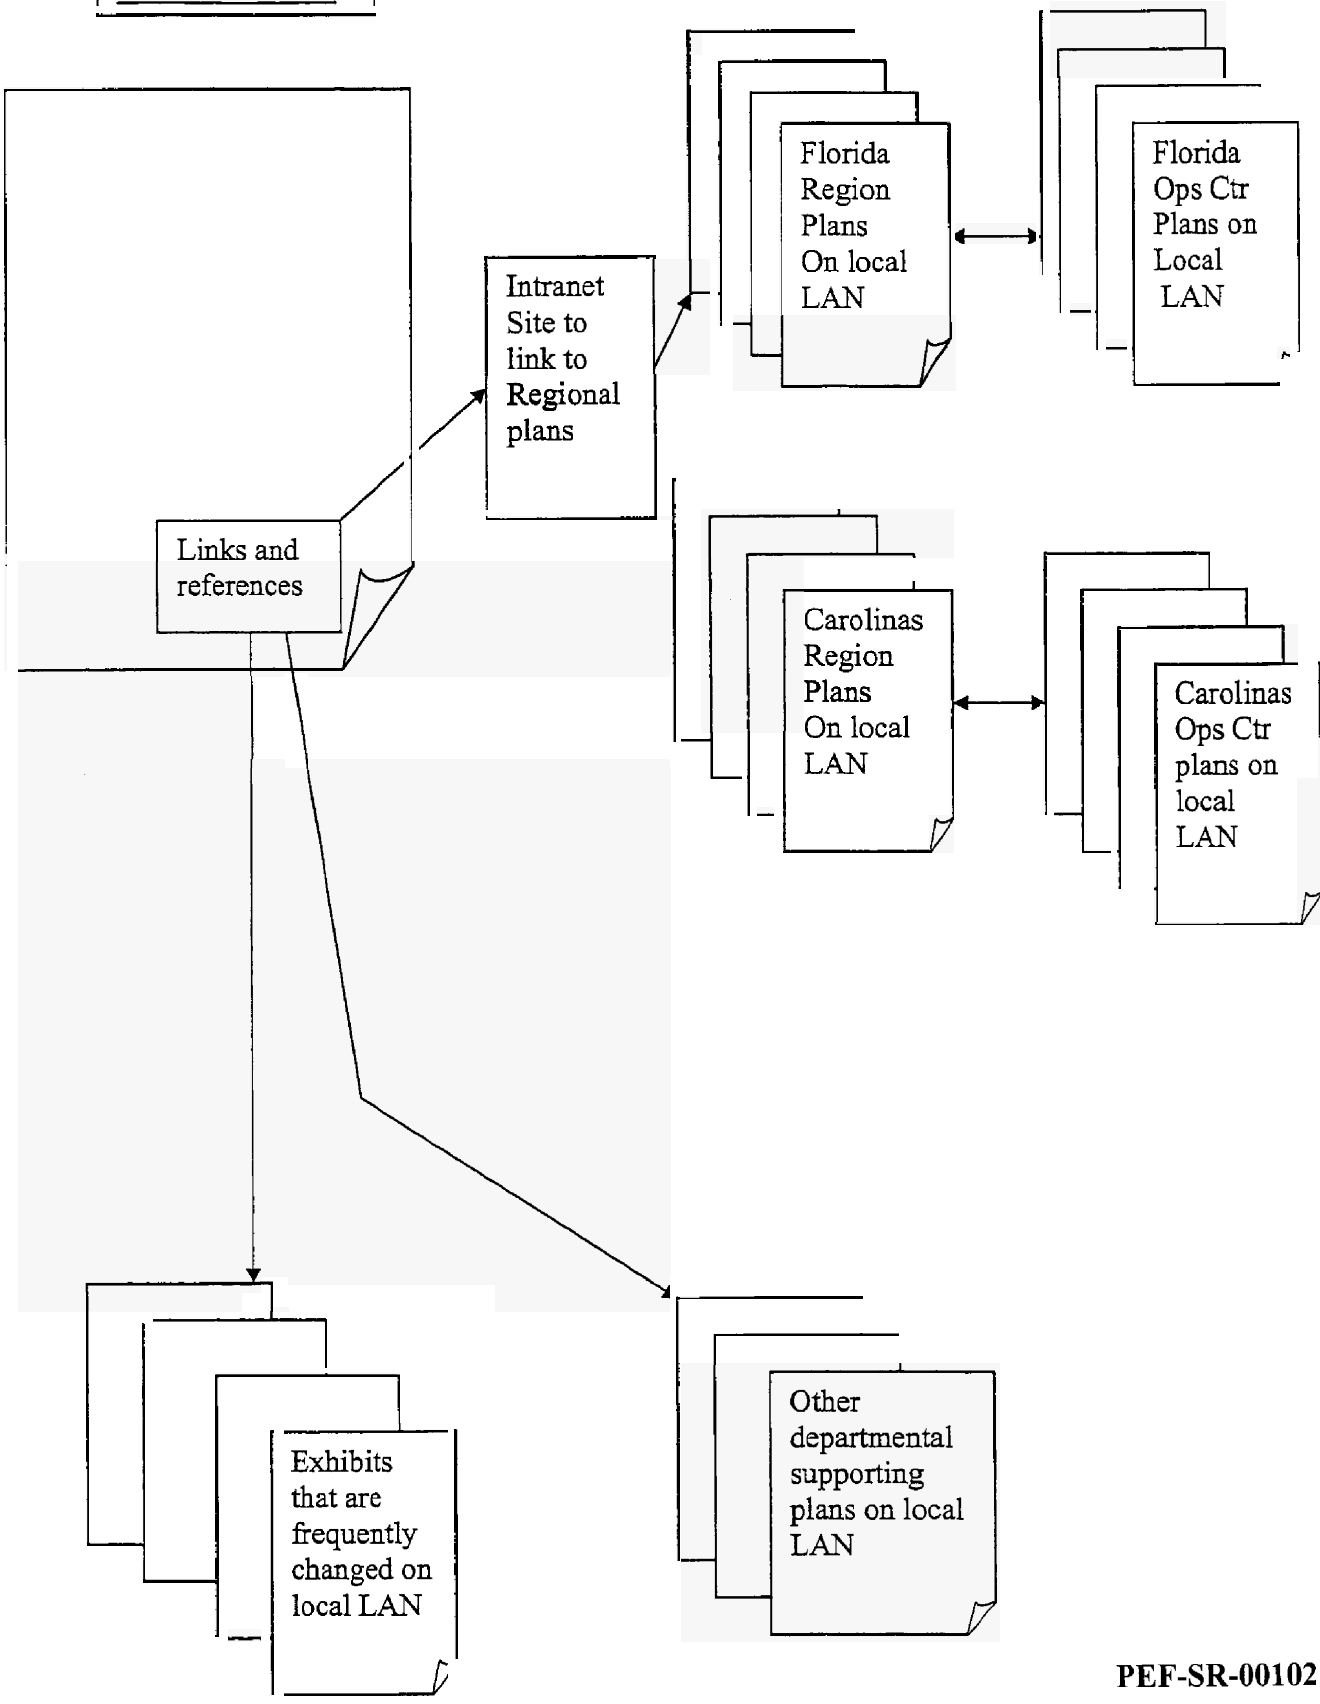 Florida
Region
Plans
On local
LAN
Florida
Ops Ctr
Plans on
Local
LAN
Intranet
Site to
link to
Regional
plans
Links and
references
Carolinas
Region
Plans
On local
LAN
Carolinas
Ops Ctr
plans on
local
LAN
Exhibits
that are
frequently
changed on
local LAN
Other
departmental
supporting
plans on local
LAN
PEF-SR-00102